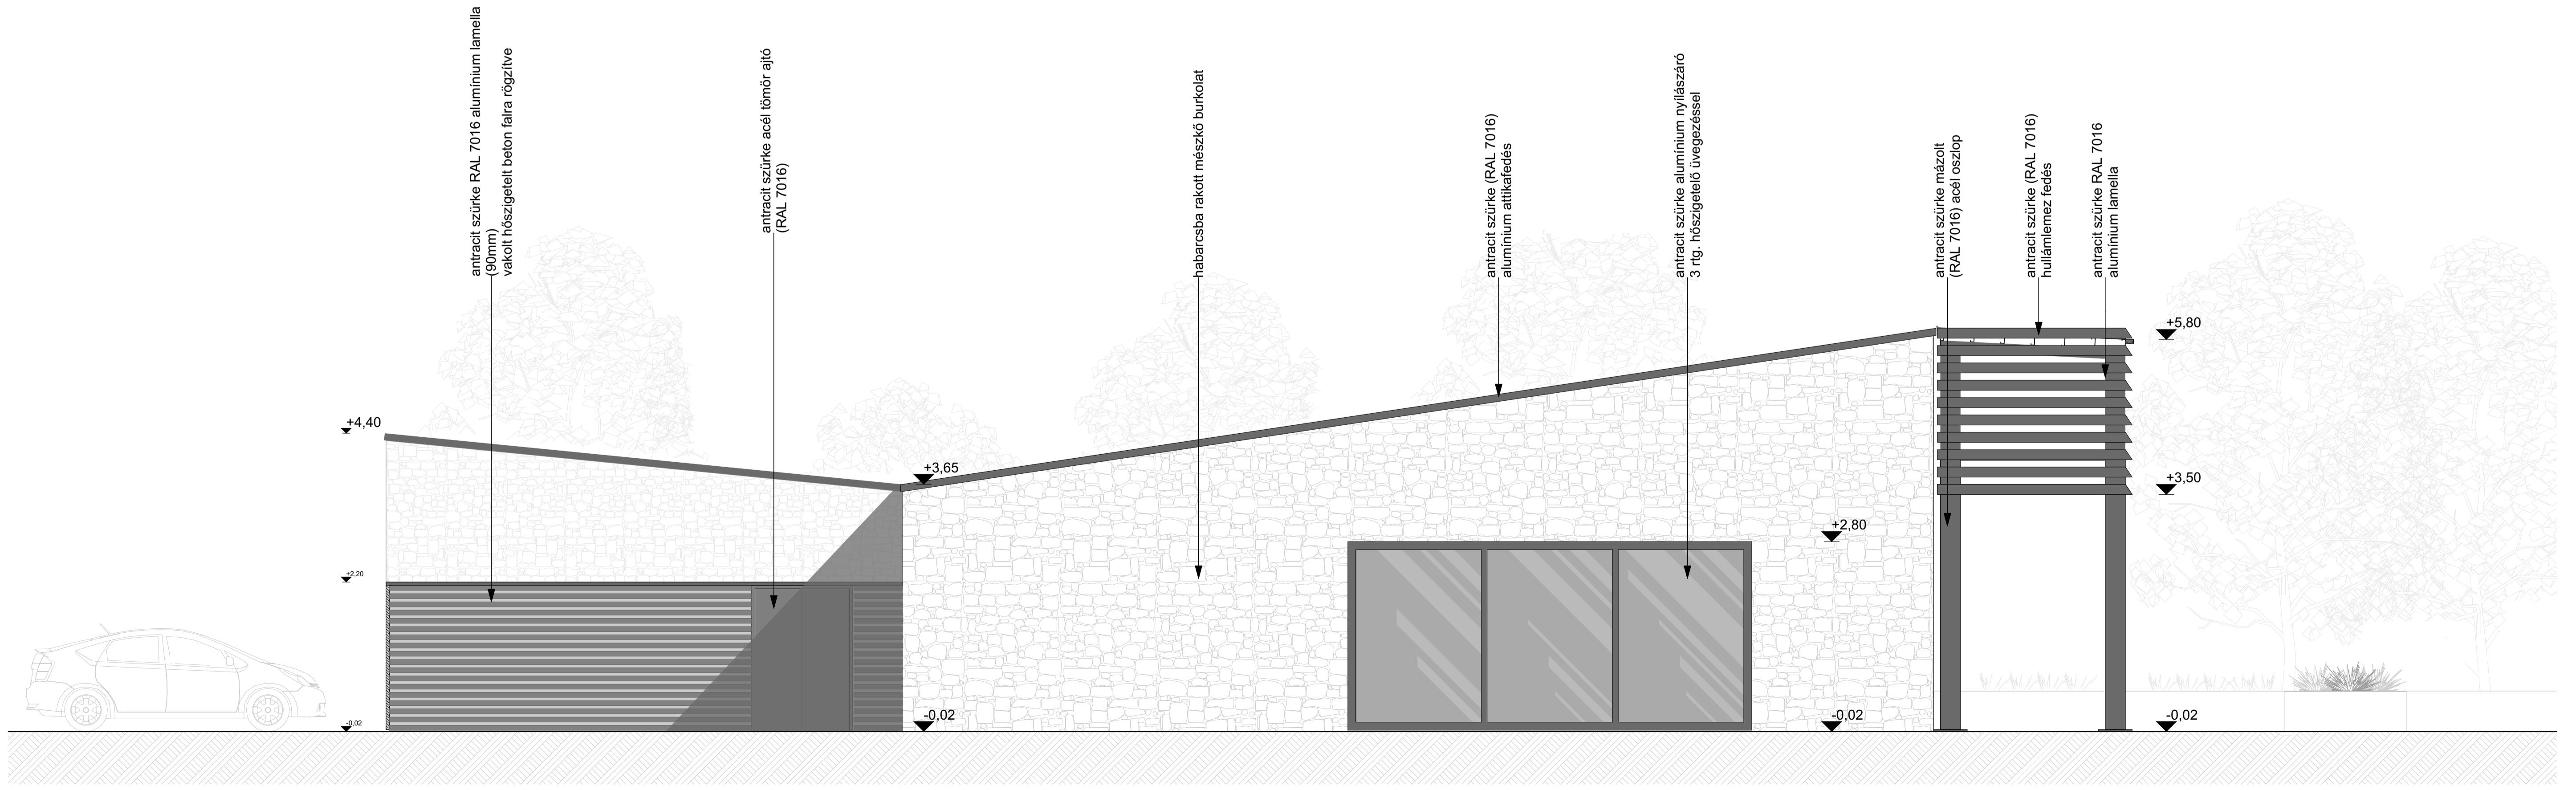 antracit szürke RAL 7016 alumínium lamella
(90mm)
vakolt hőszigetelt beton falra rögzítve
antracit szürke acél tömör ajtó
(RAL 7016)
habarcsba rakott mészkő burkolat
antracit szürke (RAL 7016)
alumínium attikafedés
antracit szürke alumínium nyílászáró
3 rtg. hőszigetelő üvegezéssel
antracit szürke mázolt
(RAL 7016) acél oszlop
antracit szürke (RAL 7016)
hullámlemez fedés
antracit szürke RAL 7016
alumínium lamella
+5,80
+4,40
+3,65
+3,50
+2,80
+2,20
-0,02
-0,02
-0,02
-0,02